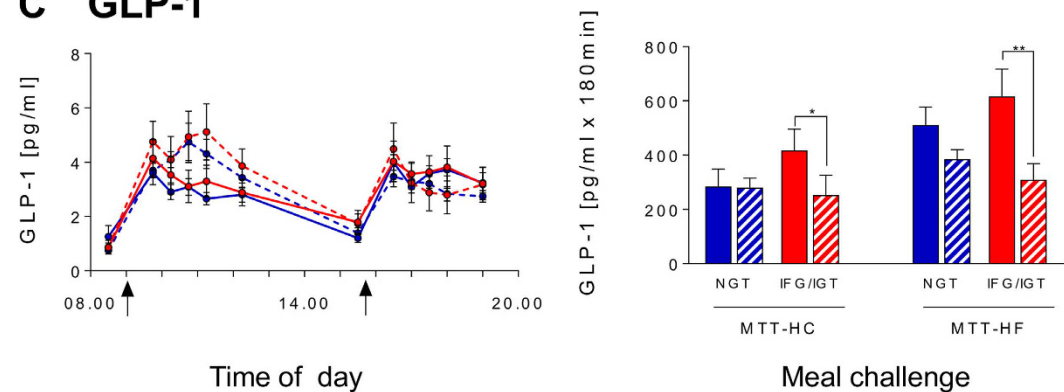 C GLP-1
GLP-1 [pg/ml]
8
6
4
2
0
08.00 14.00 20.00
Time of day
GLP-1 [pg/ml x 180min]
800
600
400
200
0
* **
NGT IFG/IGT NGT IFG/IGT
MTT-HC MTT-HF
Meal challenge